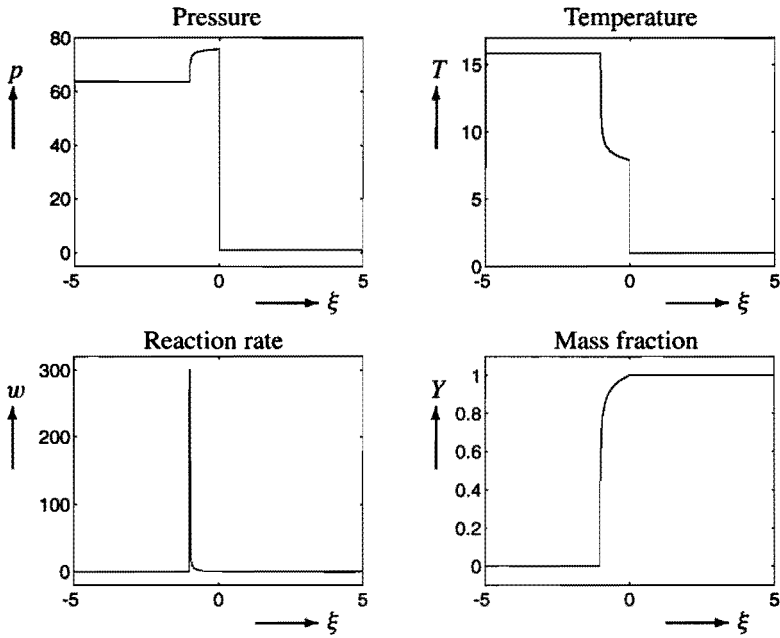 Pressure
p
80
60
40
20
0
-5
0
5
ξ
Temperature
T
15
10
5
0
-5
0
5
ξ
Reaction rate
w
300
200
100
0
-5
0
5
ξ
Mass fraction
Y
1
0.8
0.6
0.4
0.2
0
-5
0
5
ξ